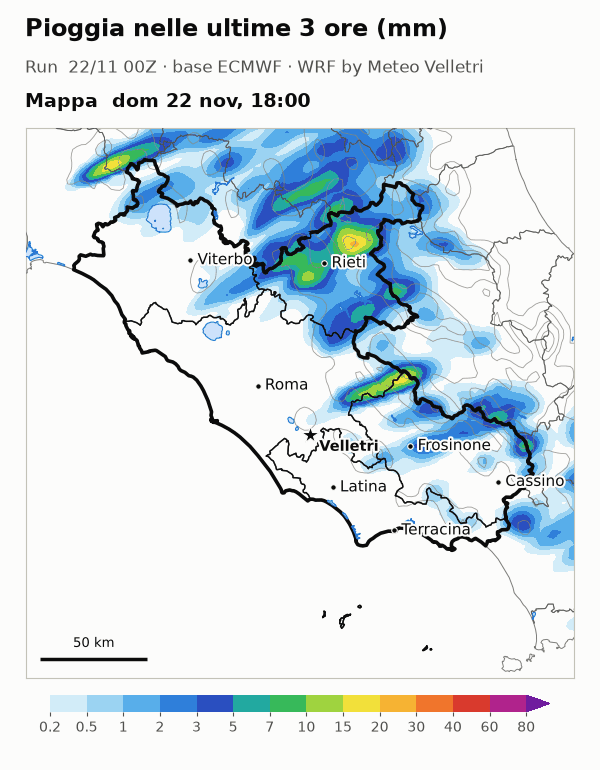 Pioggia nelle ultime 3 ore (mm)
Run  22/11 00Z · base ECMWF · WRF by Meteo Velletri
Mappa  dom 22 nov, 18:00
Viterbo
Rieti
Roma
Velletri
Frosinone
Cassino
Latina
Terracina
50 km
0.2 0.5 1 2 3 5 7 10 15 20 30 40 60 80